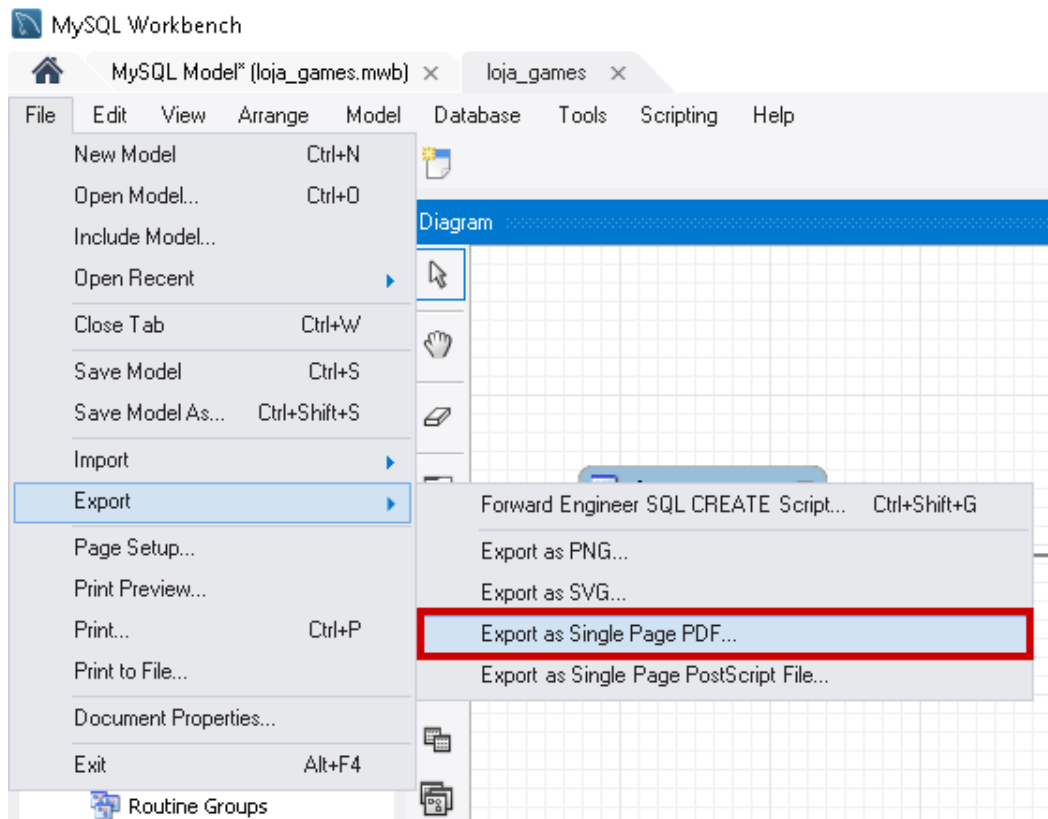 MySQL Workbench
MySQL Model* (loja_games.mwb) × loja_games ×
File Edit View Arrange Model Database Tools Scripting Help
New Model Ctrl+N
Open Model... Ctrl+O
Include Model...
Open Recent
Close Tab Ctrl+W
Save Model Ctrl+S
Save Model As... Ctrl+Shift+S
Import
Export
Page Setup...
Print Preview...
Print... Ctrl+P
Print to File...
Document Properties...
Exit Alt+F4
Routine Groups
Diagram
Forward Engineer SQL CREATE Script... Ctrl+Shift+G
Export as PNG...
Export as SVG...
Export as Single Page PDF...
Export as Single Page PostScript File...